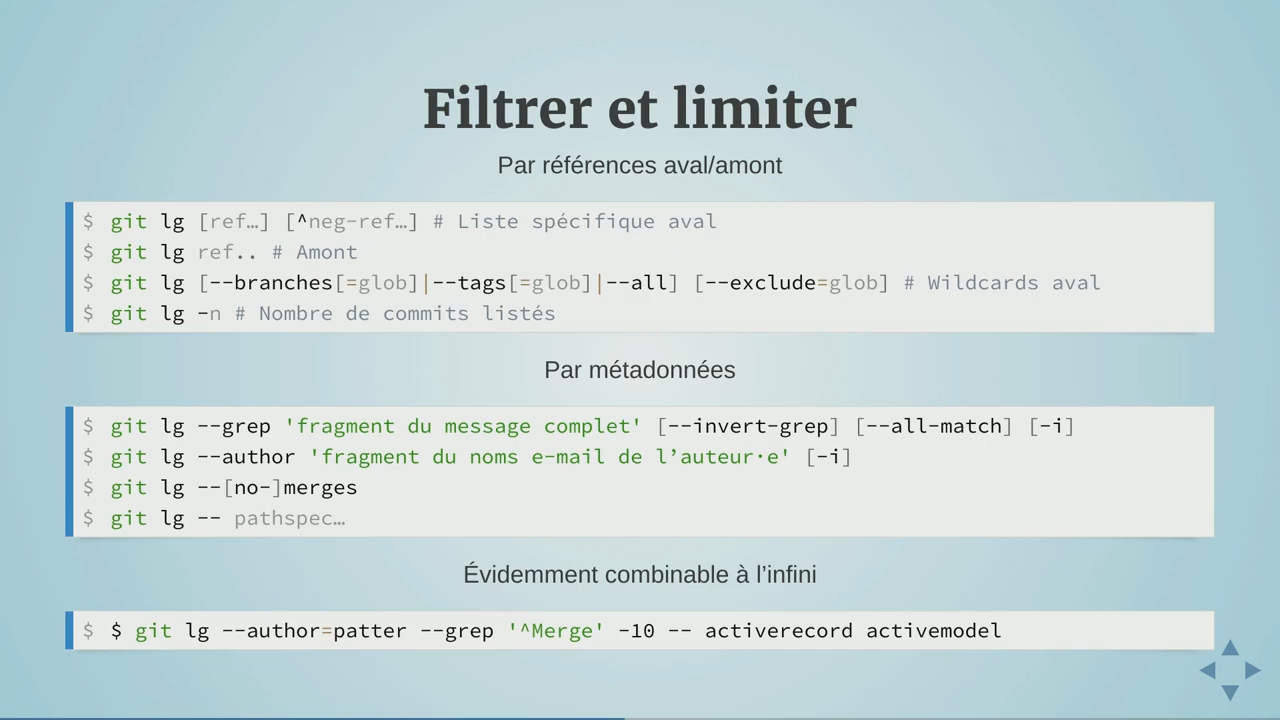 Filtrer et limiter
Par références aval/amont
$ git lg [ref…] [^neg-ref…] # Liste spécifique aval
$ git lg ref.. # Amont
$ git lg [--branches[=glob]|--tags[=glob]|--all] [--exclude=glob] # Wildcards aval
$ git lg -n # Nombre de commits listés
Par métadonnées
$ git lg --grep 'fragment du message complet' [--invert-grep] [--all-match] [-i]
$ git lg --author 'fragment du noms e-mail de l’auteur·e' [-i]
$ git lg --[no-]merges
$ git lg -- pathspec…
Évidemment combinable à l’infini
$ $ git lg --author=patter --grep '^Merge' -10 -- activerecord activemodel